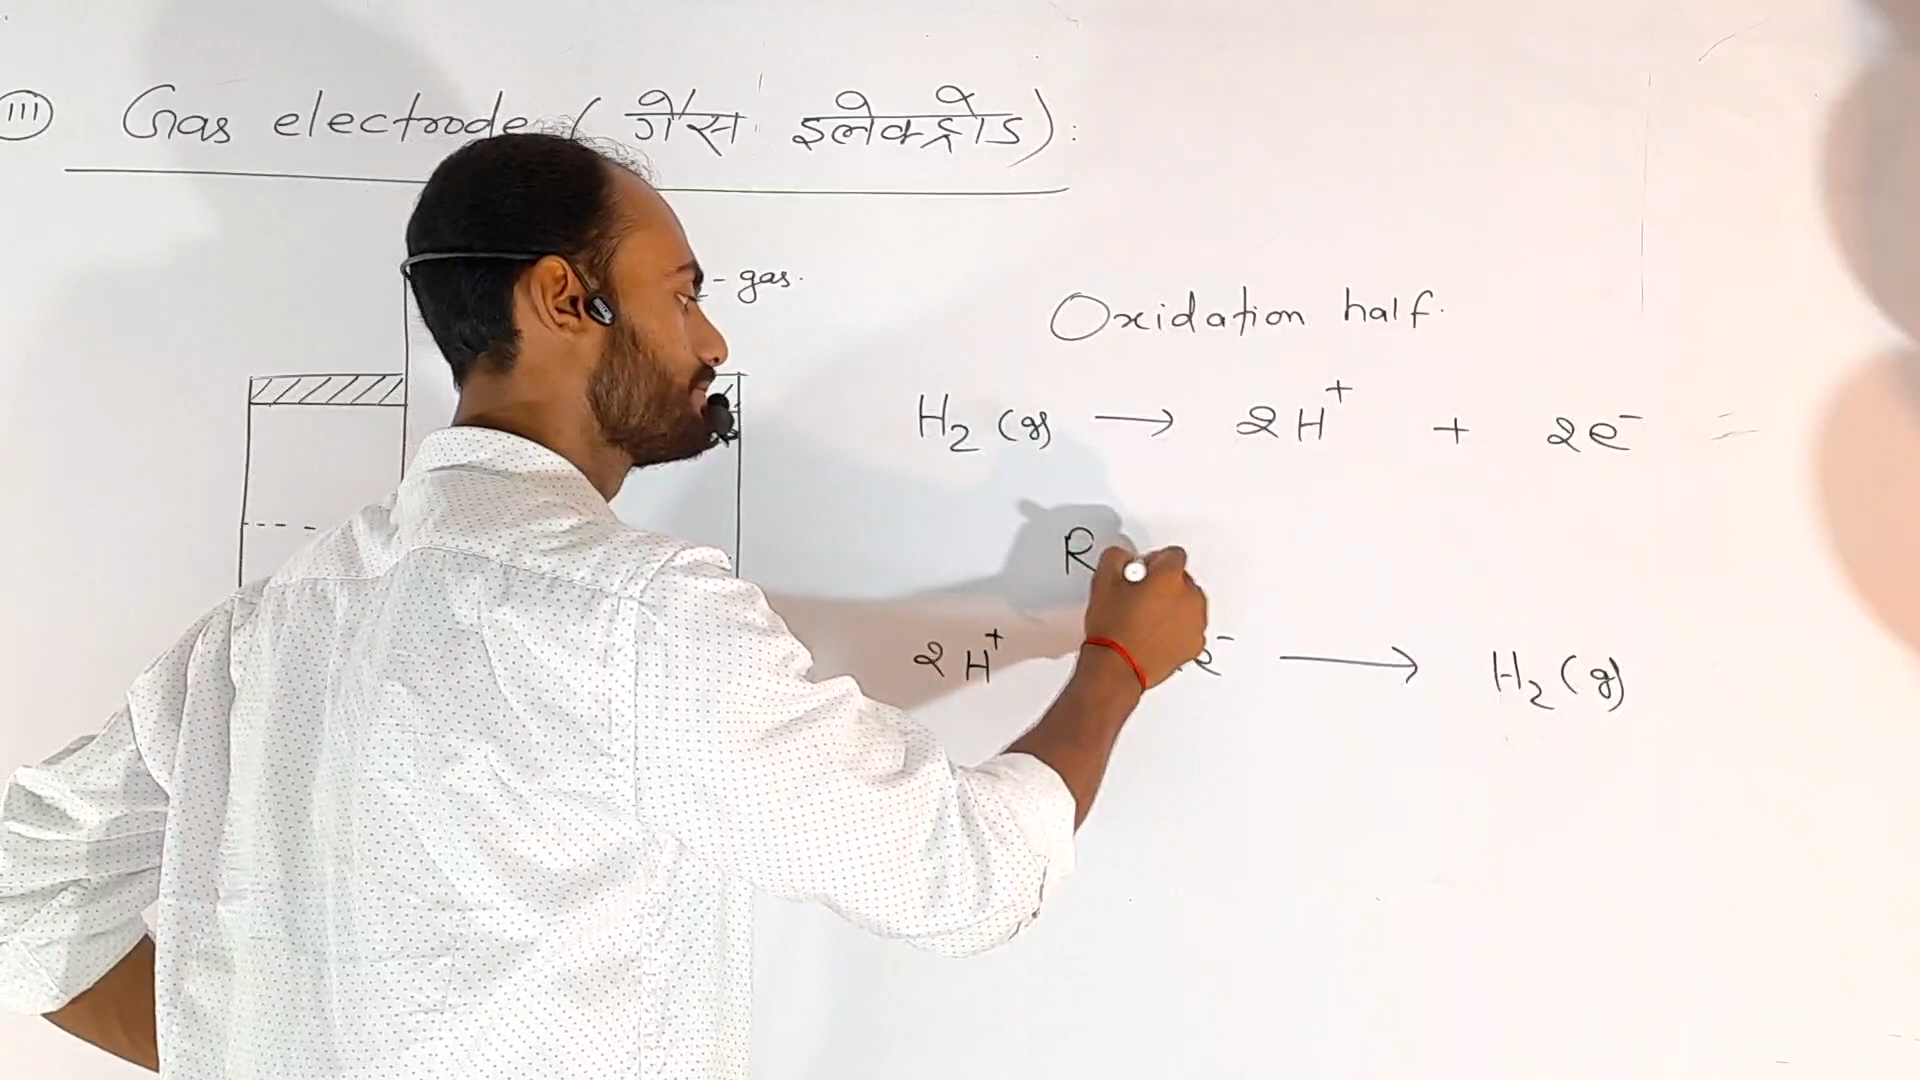 (III) Gas electrode (गैस इलेक्ट्रोड):
- gas.
Oxidation half.
H₂ (g) → 2H⁺ + 2e⁻ =
R
2H⁺ e⁻ → H₂ (g)